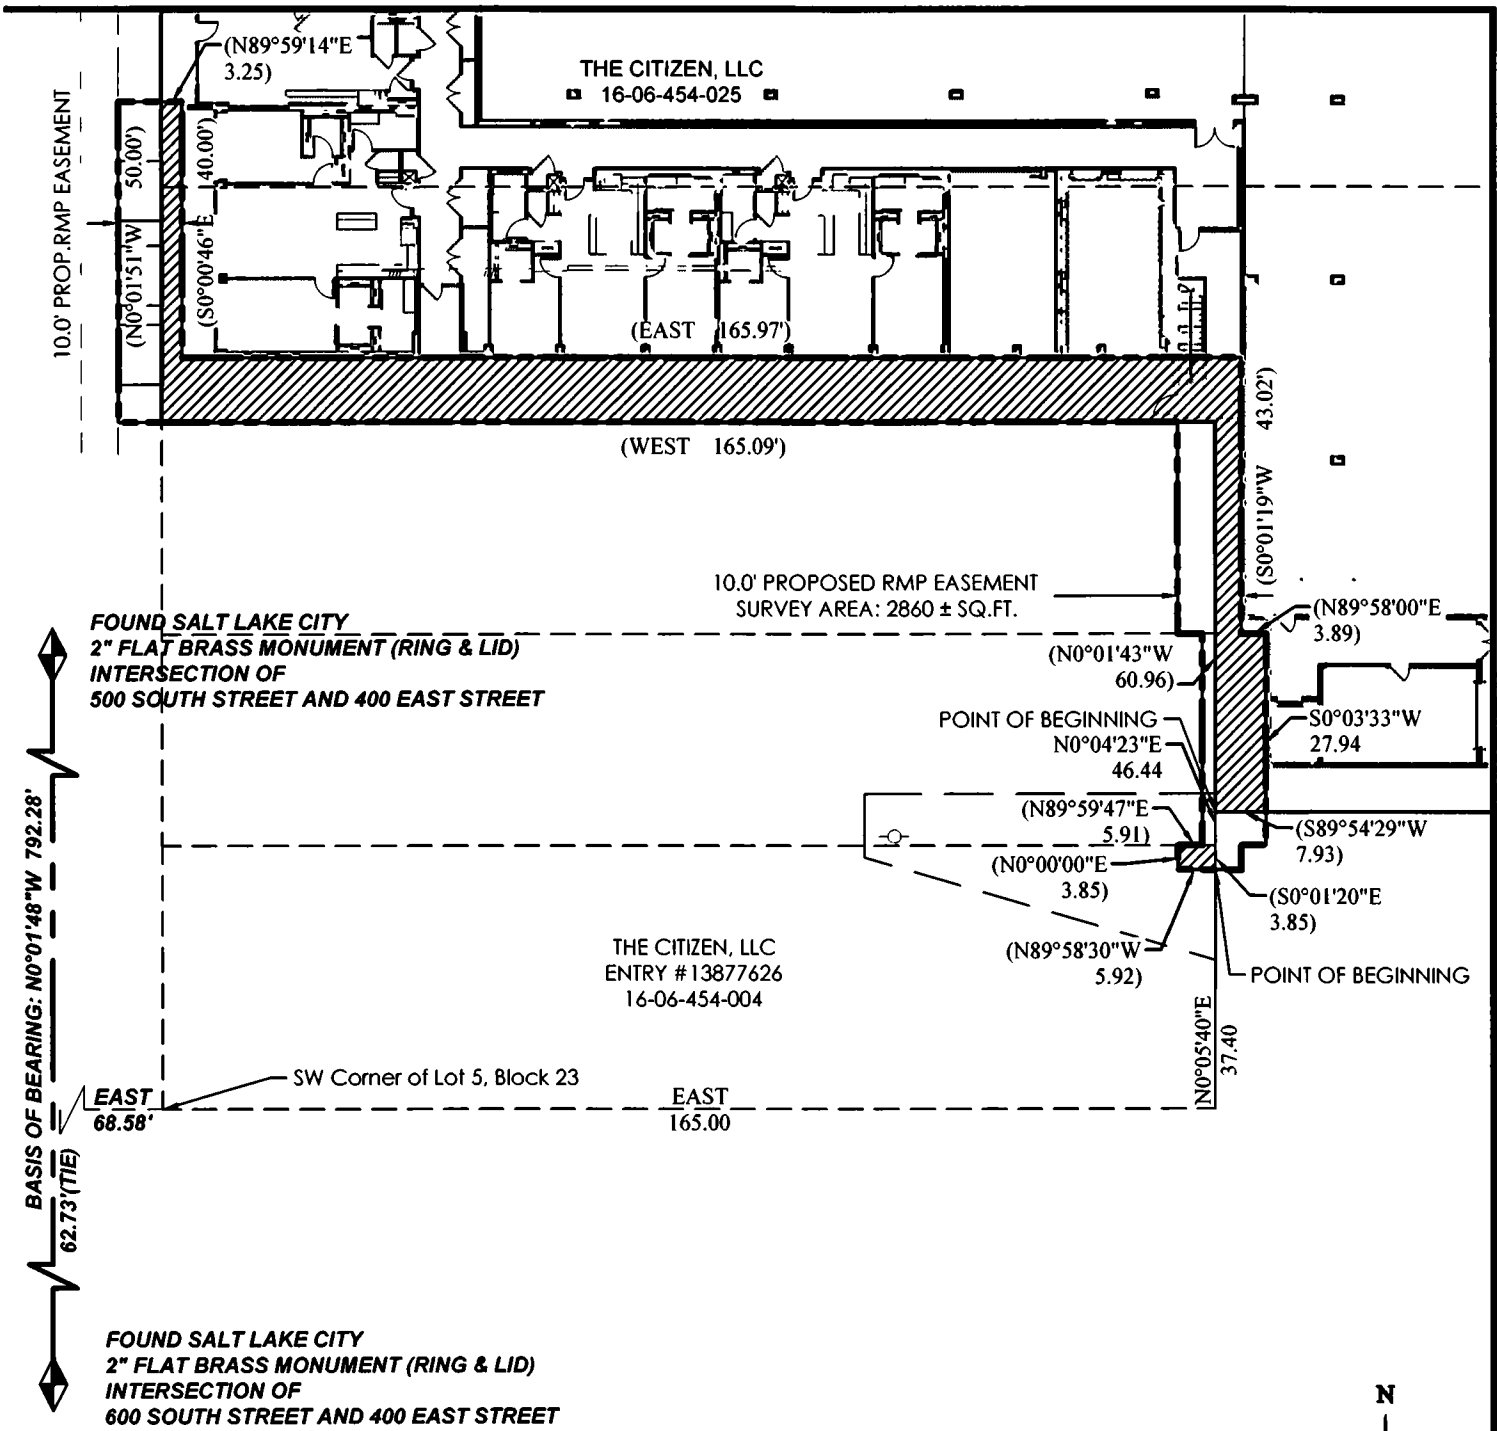 (N89°59'14"E
3.25)
THE CITIZEN, LLC
16-06-454-025
10.0' PROP.RMP EASEMENT
(N0°01'51"W 50.00')
(S0°00'46"E 40.00')
(EAST 165.97')
(WEST 165.09')
(S0°01'19"W 43.02')
10.0' PROPOSED RMP EASEMENT
SURVEY AREA: 2860 ± SQ.FT.
(N89°58'00"E
3.89)
FOUND SALT LAKE CITY
2" FLAT BRASS MONUMENT (RING & LID)
INTERSECTION OF
500 SOUTH STREET AND 400 EAST STREET
(N0°01'43"W
60.96)
POINT OF BEGINNING
N0°04'23"E
46.44
S0°03'33"W
27.94
(N89°59'47"E
5.91)
(S89°54'29"W
7.93)
(N0°00'00"E
3.85)
(S0°01'20"E
3.85)
(N89°58'30"W
5.92)
POINT OF BEGINNING
THE CITIZEN, LLC
ENTRY #13877626
16-06-454-004
BASIS OF BEARING: N0°01'48"W 792.28'
62.73'(TIE)
N0°05'40"E
37.40
SW Corner of Lot 5, Block 23
EAST
68.58'
EAST
165.00
FOUND SALT LAKE CITY
2" FLAT BRASS MONUMENT (RING & LID)
INTERSECTION OF
600 SOUTH STREET AND 400 EAST STREET
N